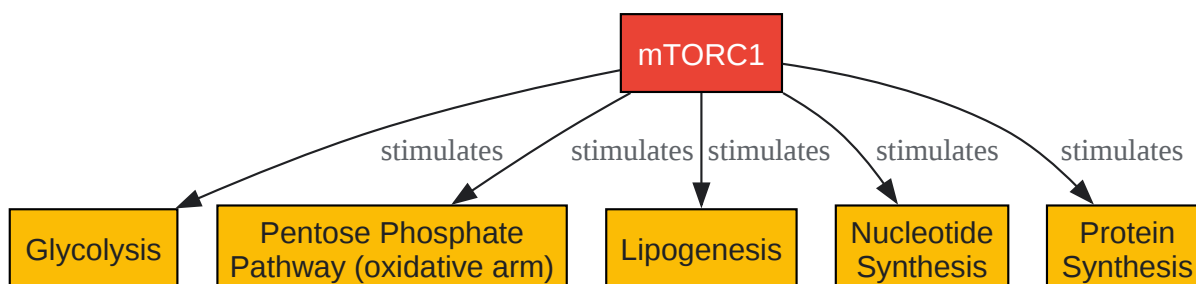 mTORC1
stimulates
stimulates
stimulates
stimulates
stimulates
Glycolysis
Pentose Phosphate
Pathway (oxidative arm)
Lipogenesis
Nucleotide
Synthesis
Protein
Synthesis